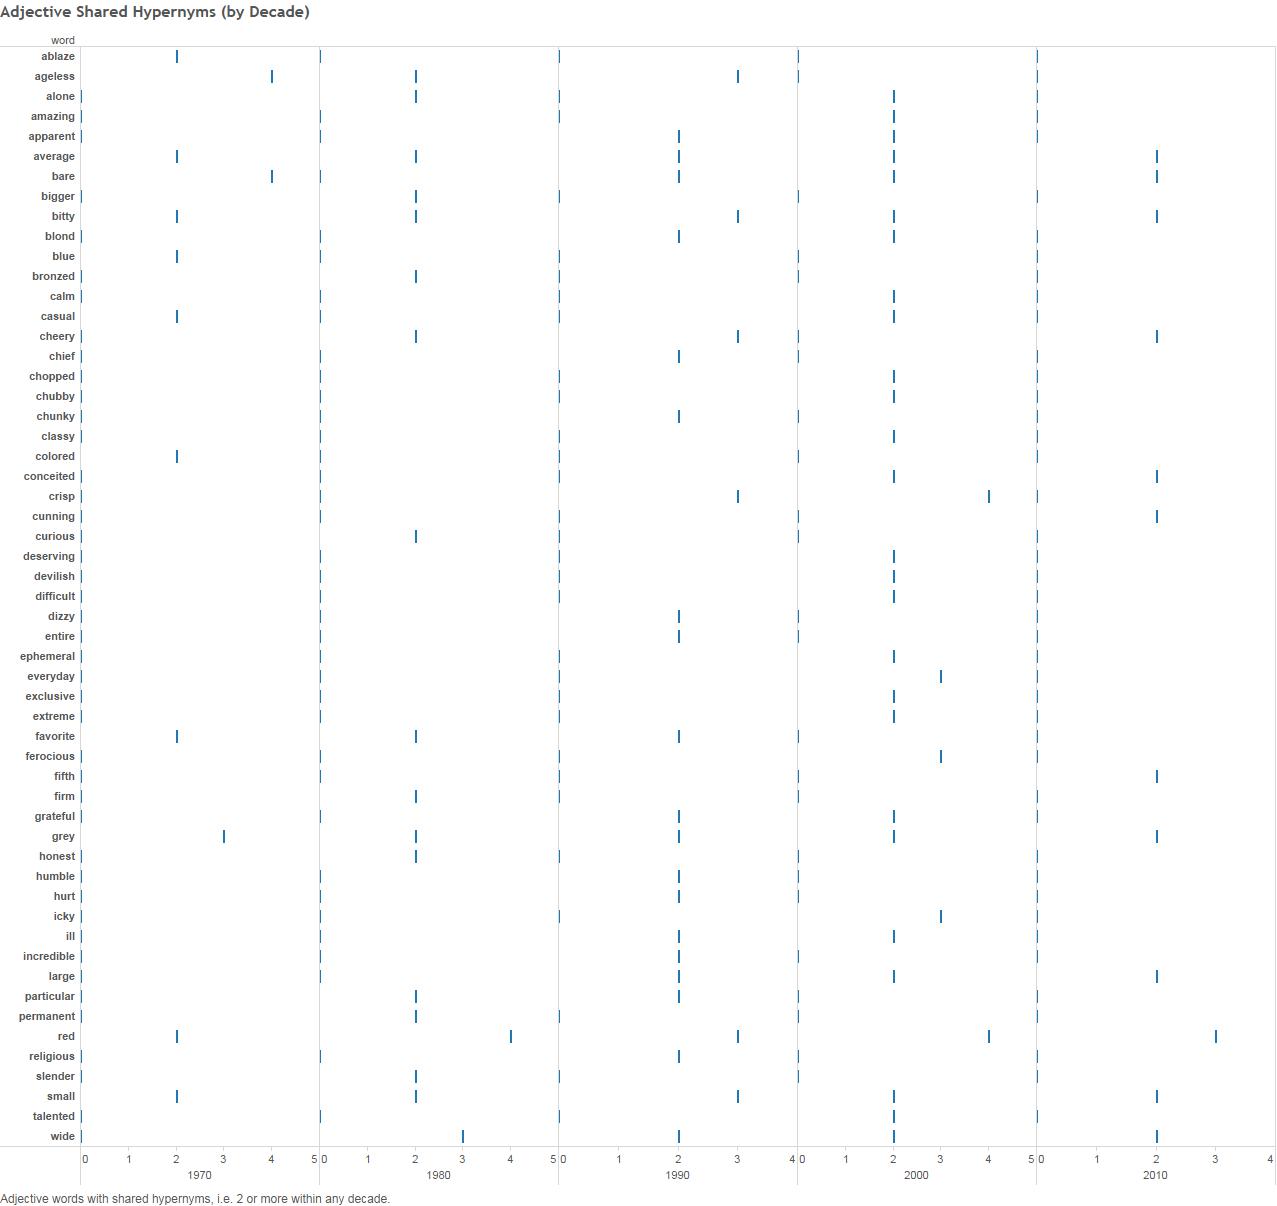 Adjective Shared Hypernyms (by Decade)
word
ablaze
ageless
alone
amazing
apparent
average
bare
bigger
bitty
blond
blue
bronzed
calm
casual
cheery
chief
chopped
chubby
chunky
classy
colored
conceited
crisp
cunning
curious
deserving
devilish
difficult
dizzy
entire
ephemeral
everyday
exclusive
extreme
favorite
ferocious
fifth
firm
grateful
grey
honest
humble
hurt
icky
ill
incredible
large
particular
permanent
red
religious
slender
small
talented
wide
0 1 2 3 4 5 0 1 2 3 4 5 0 1 2 3 4 0 1 2 3 4 5 0 1 2 3 4
1970 1980 1990 2000 2010
Adjective words with shared hypernyms, i.e. 2 or more within any decade.